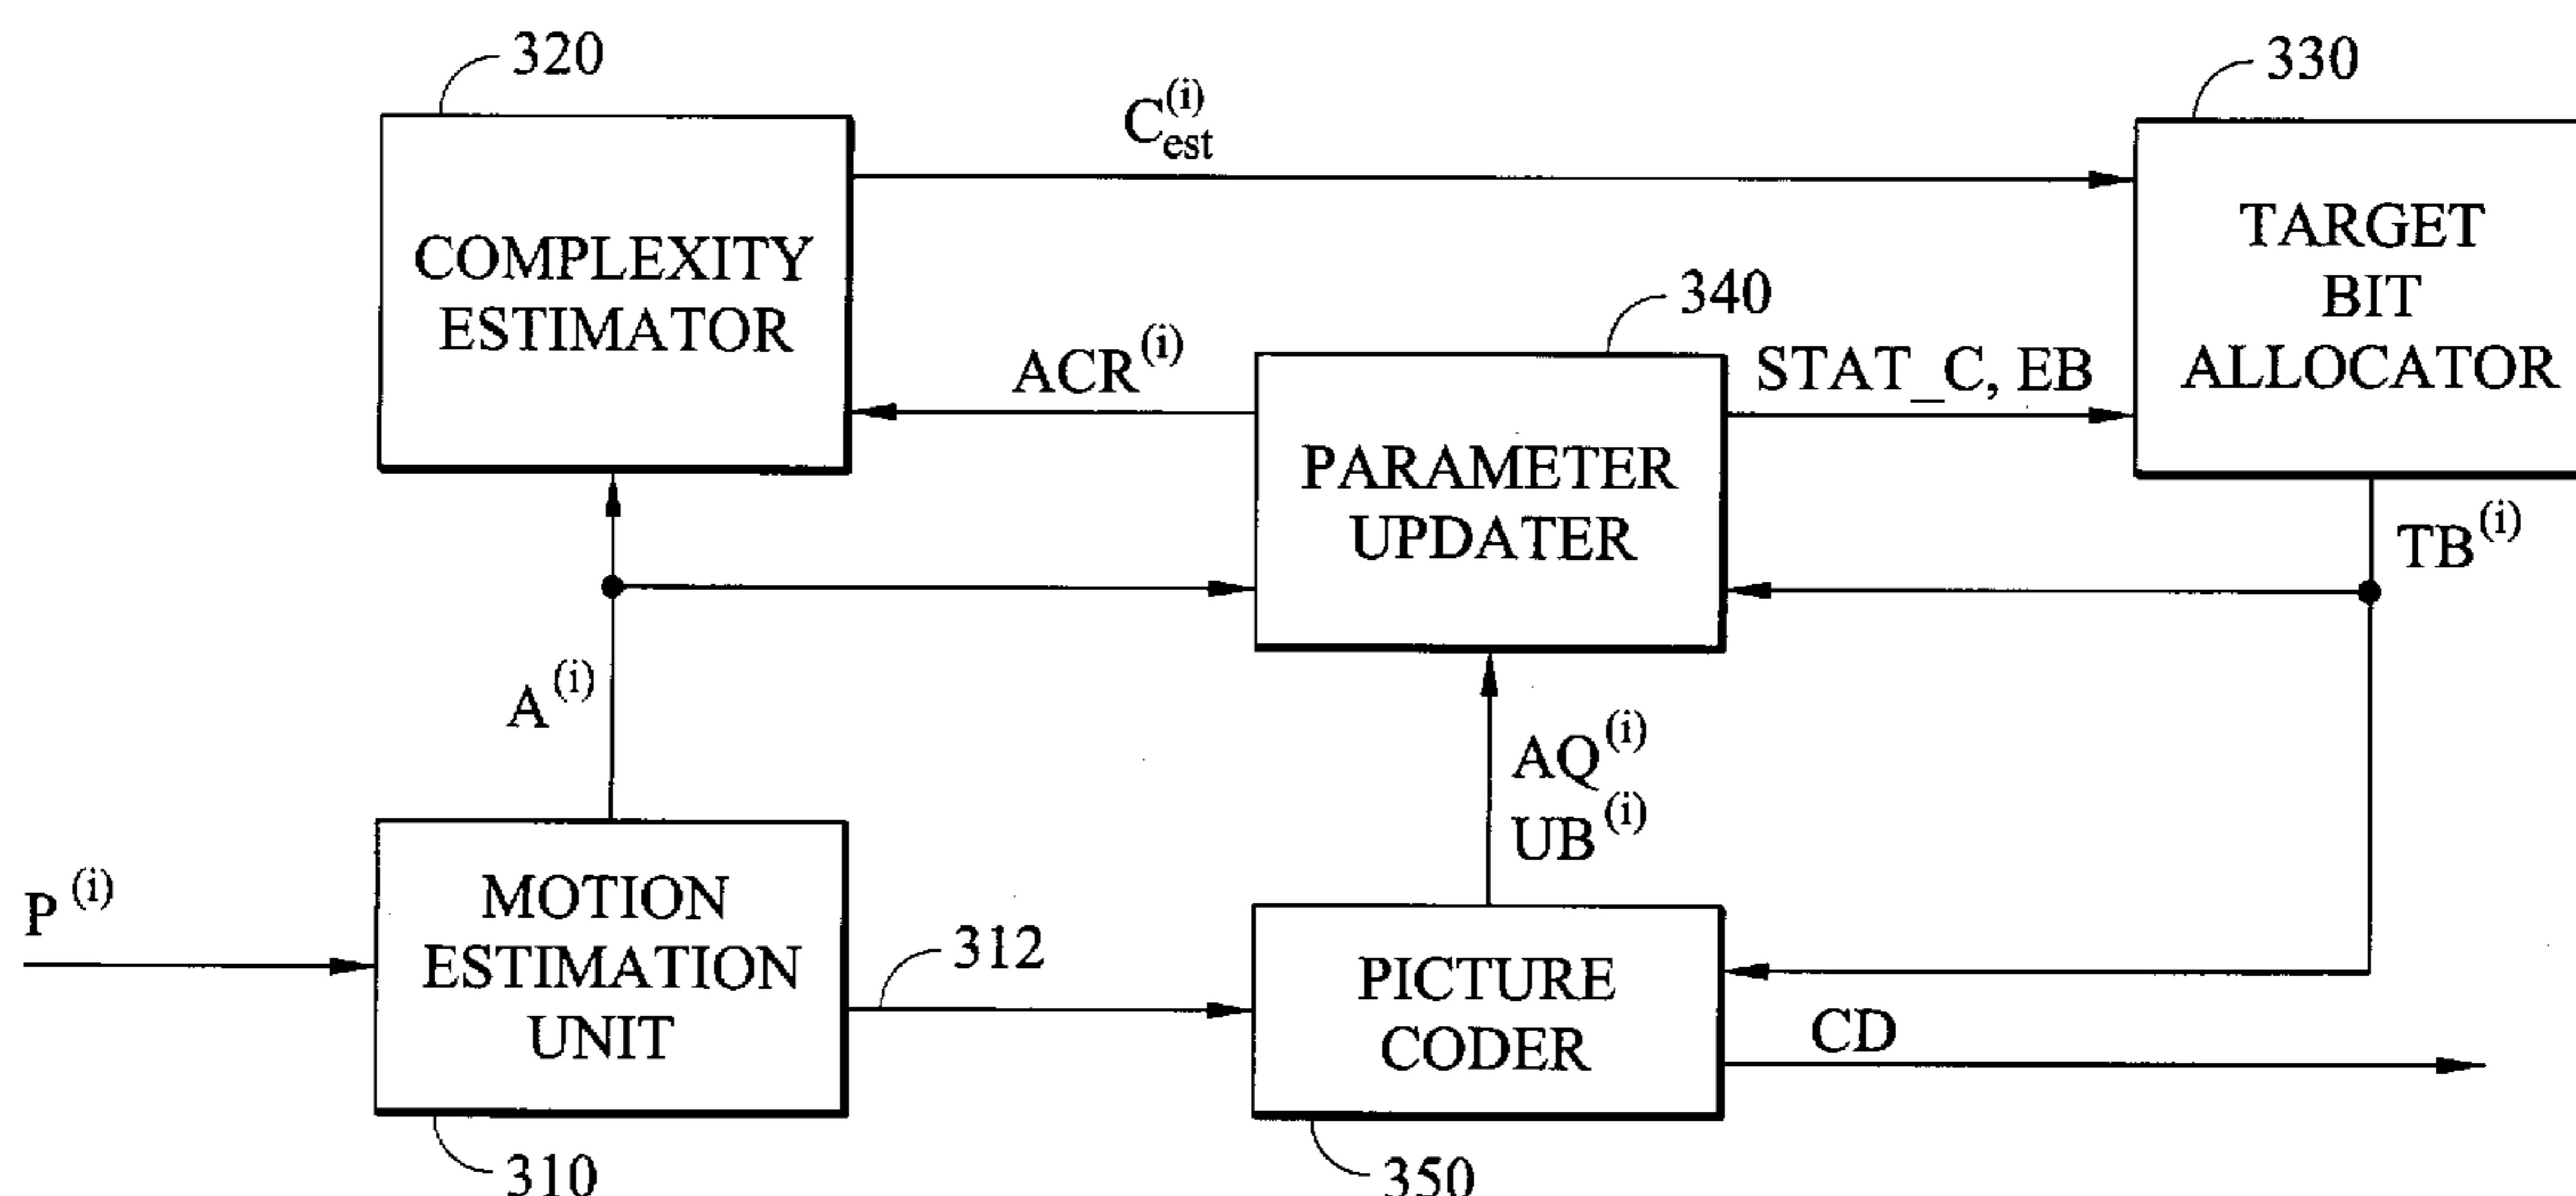 320
330
C(i)est
COMPLEXITY
ESTIMATOR
TARGET
BIT
ALLOCATOR
340
ACR(i)
STAT_C, EB
PARAMETER
UPDATER
TB(i)
A(i)
AQ(i)
UB(i)
P(i)
MOTION
ESTIMATION
UNIT
312
PICTURE
CODER
CD
310
350